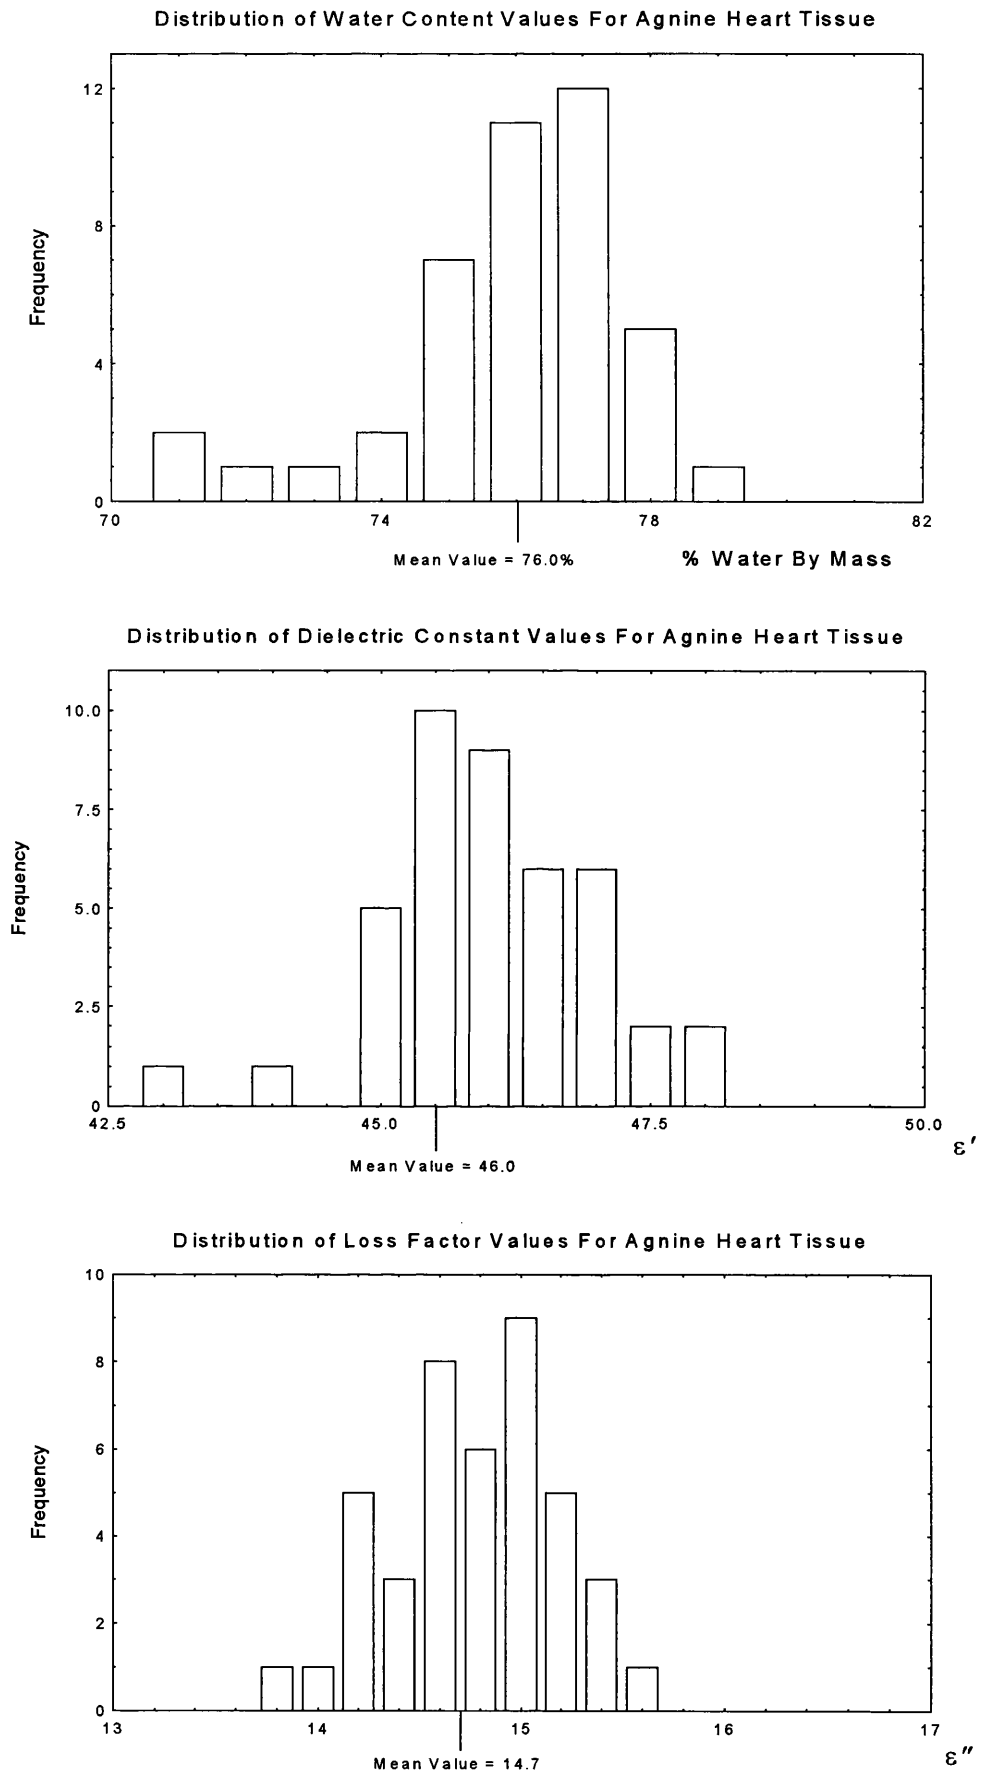 Distribution of Water Content Values For Agnine Heart Tissue
12
8
4
0
Frequency
70 74 78 82
Mean Value = 76.0% % Water By Mass
Distribution of Dielectric Constant Values For Agnine Heart Tissue
10.0
7.5
5.0
2.5
0
Frequency
42.5 45.0 47.5 50.0
ε′
Mean Value = 46.0
Distribution of Loss Factor Values For Agnine Heart Tissue
10
8
6
4
2
0
Frequency
13 14 15 16 17
ε″
Mean Value = 14.7